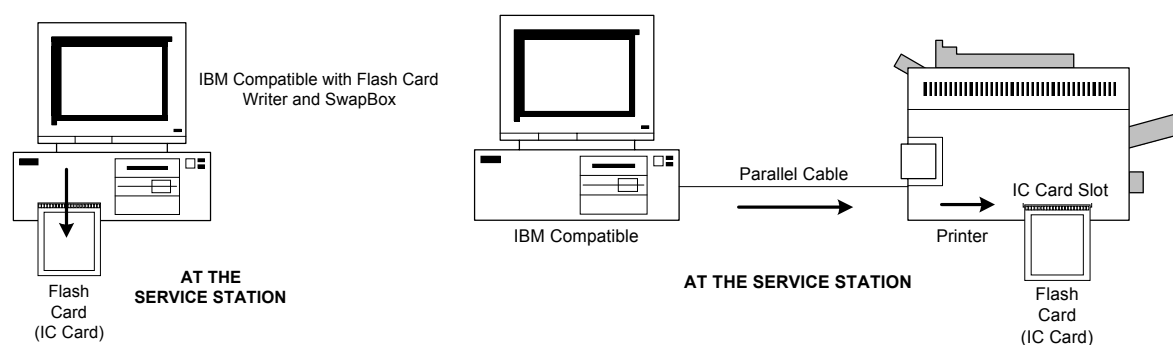 IBM Compatible with Flash Card
Writer and SwapBox
Flash
Card
(IC Card)
AT THE
SERVICE STATION
IBM Compatible
Parallel Cable
AT THE SERVICE STATION
Printer
IC Card Slot
Flash
Card
(IC Card)